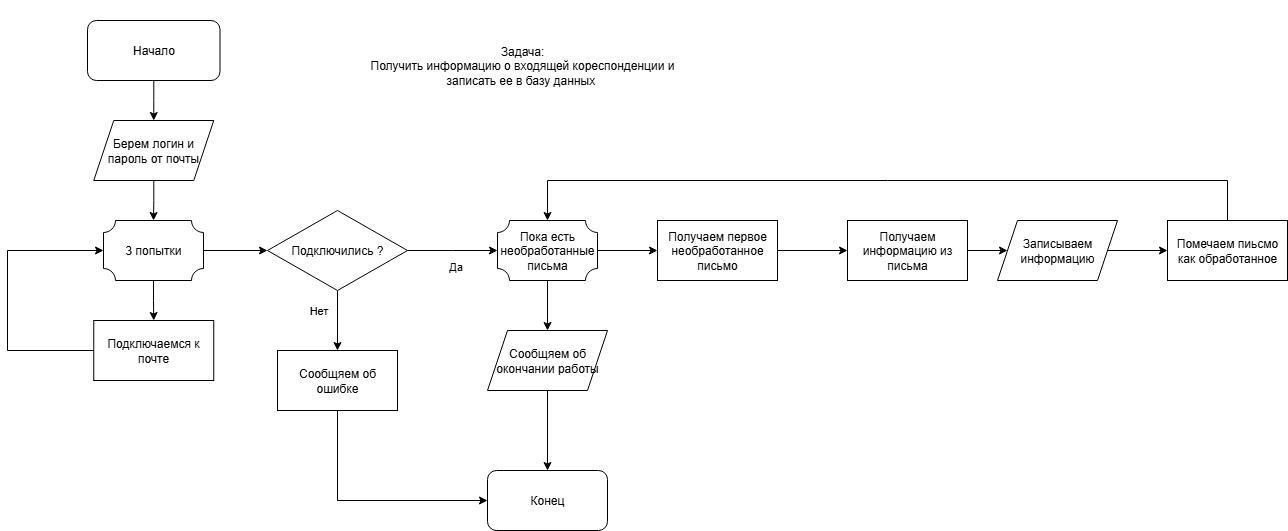 Начало
Задача:
Получить информацию о входящей кореспонденции и
записать ее в базу данных
Берем логин и
пароль от почты
3 попытки
Подключились ?
Да
Нет
Пока есть
необработанные
письма
Получаем первое
необработанное
письмо
Получаем
информацию из
письма
Записываем
информацию
Помечаем пиьсмо
как обработанное
Подключаемся к
почте
Сообщяем об
ошибке
Сообщяем об
окончании работы
Конец